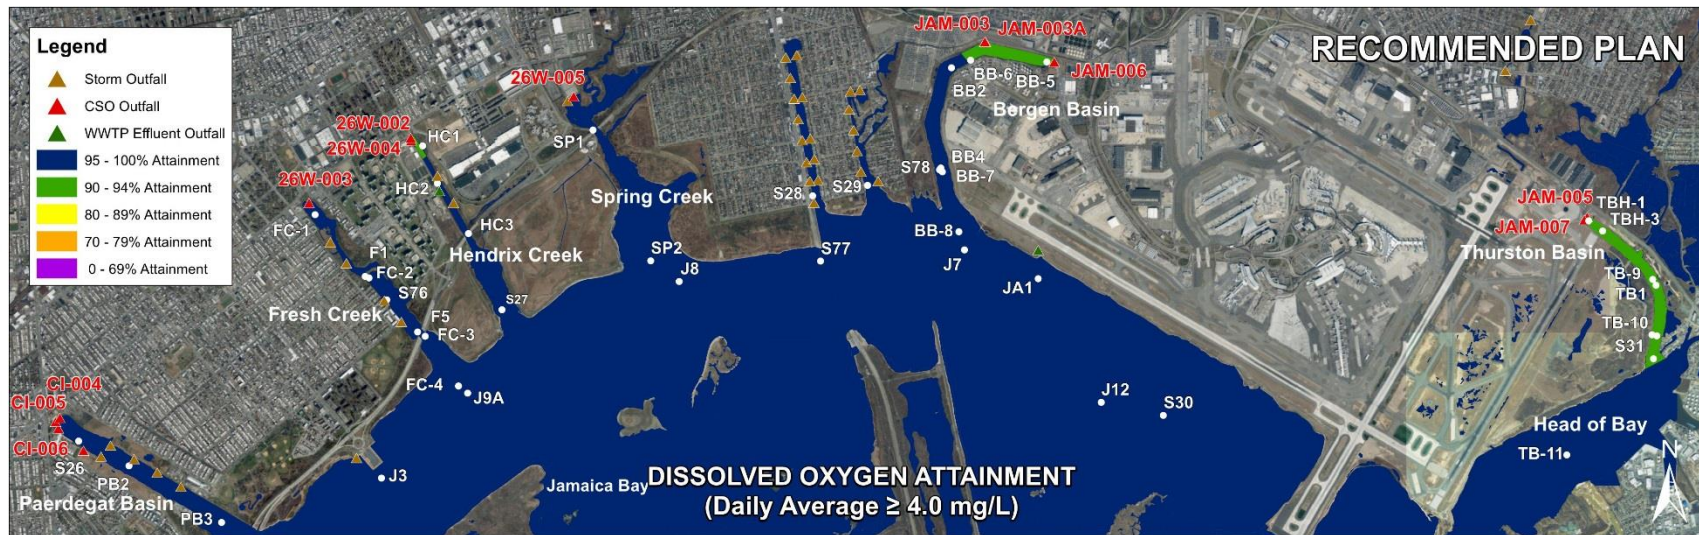 RECOMMENDED PLAN
Legend
Storm Outfall
CSO Outfall
WWTP Effluent Outfall
95 - 100% Attainment
90 - 94% Attainment
80 - 89% Attainment
70 - 79% Attainment
0 - 69% Attainment
JAM-003
JAM-003A
JAM-006
BB-6
BB-5
BB2
Bergen Basin
26W-005
26W-002
HC1
26W-004
SP1
26W-003
HC2
S78
BB4
BB-7
S28
S29
Spring Creek
JAM-005
TBH-1
TBH-3
JAM-007
Thurston Basin
FC-1
HC3
Hendrix Creek
F1
FC-2
SP2
J8
S77
BB-8
J7
JA1
TB-9
TB1
S76
S27
Fresh Creek
F5
FC-3
TB-10
S31
FC-4
J9A
J12
S30
CI-004
CI-005
CI-006
S26
PB2
Paerdegat Basin
PB3
J3
Head of Bay
TB-11
N
Jamaica Bay
DISSOLVED OXYGEN ATTAINMENT
(Daily Average ≥ 4.0 mg/L)